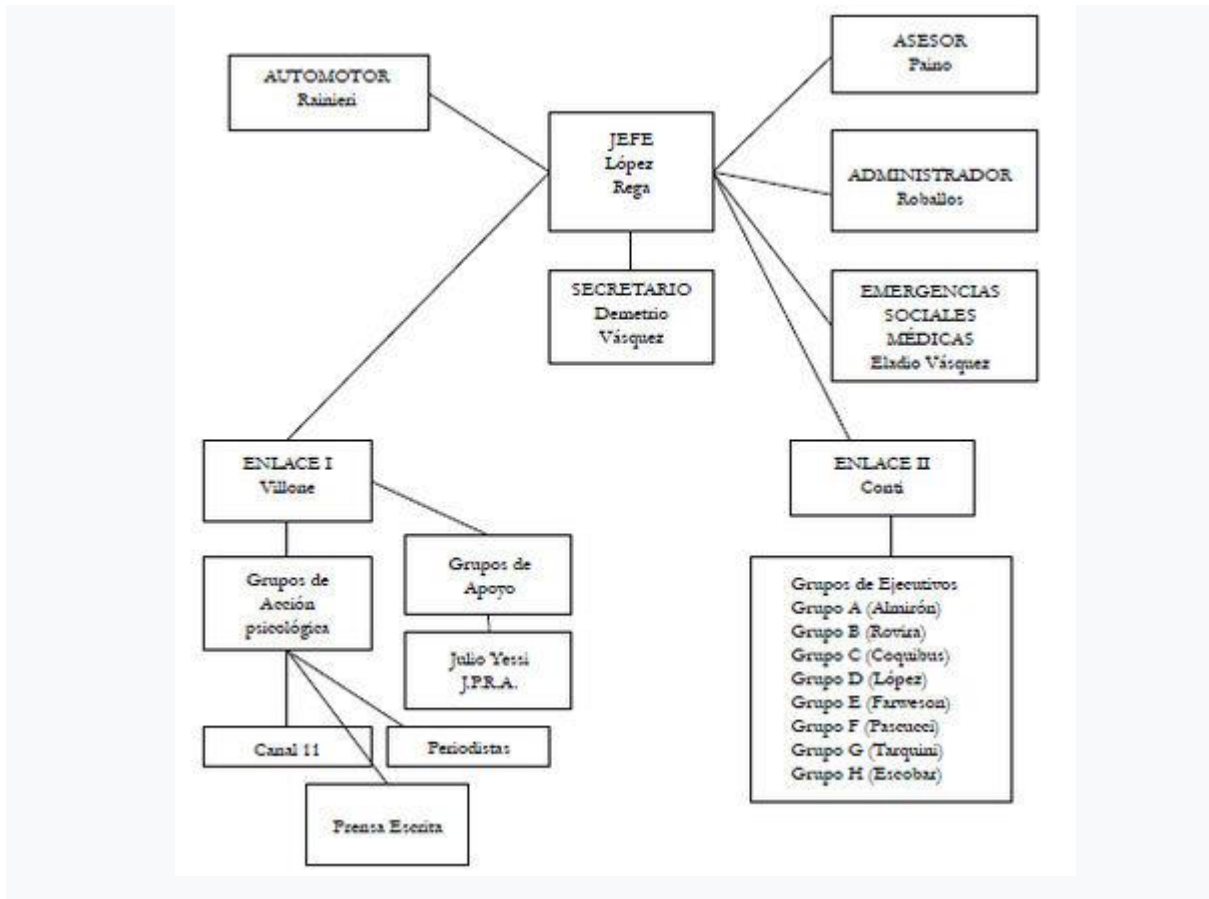 AUTOMOTOR
Rainieri
ASESOR
Paino
JEFE
López
Rega
ADMINISTRADOR
Roballos
SECRETARIO
Demetrio
Vásquez
EMERGENCIAS
SOCIALES
MÉDICAS
Eladio Vásquez
ENLACE I
Villone
ENLACE II
Conti
Grupos de
Acción
psicológica
Grupos de
Apoyo
Julio Yessi
J.P.R.A.
Canal 11
Periodistas
Prensa Escrita
Grupos de Ejecutivos
Grupo A (Almirón)
Grupo B (Rovira)
Grupo C (Coquibus)
Grupo D (López)
Grupo E (Farweson)
Grupo F (Pascucci)
Grupo G (Tarquini)
Grupo H (Escobar)